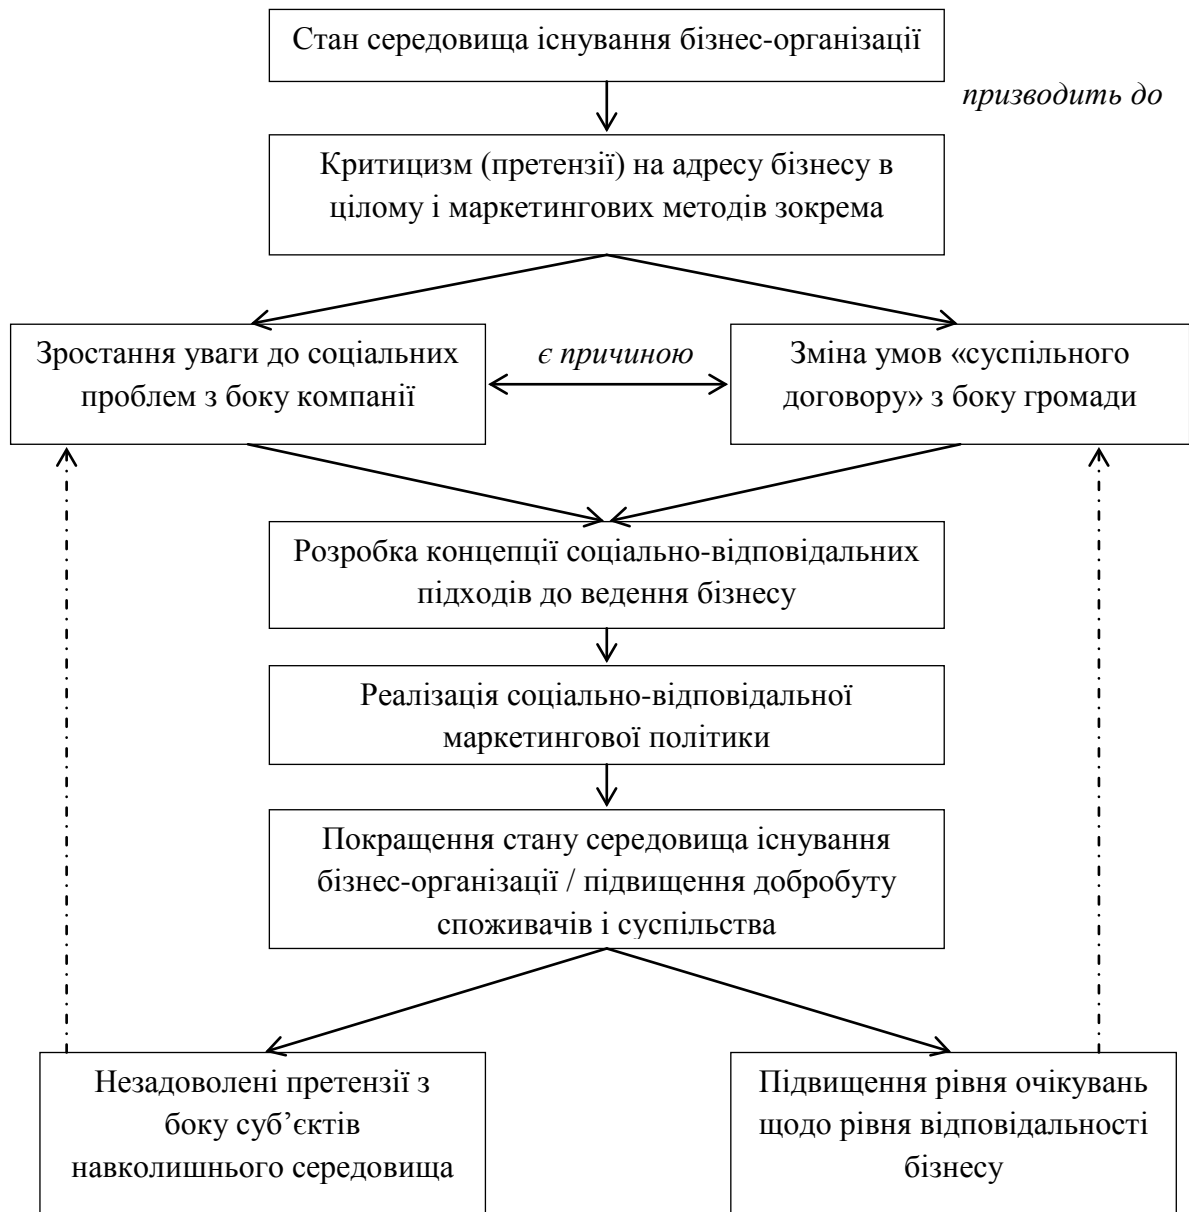 Стан середовища існування бізнес-організації
призводить до
Критицизм (претензії) на адресу бізнесу в
цілому і маркетингових методів зокрема
Зростання уваги до соціальних
проблем з боку компанії
є причиною
Зміна умов «суспільного
договору» з боку громади
Розробка концепції соціально-відповідальних
підходів до ведення бізнесу
Реалізація соціально-відповідальної
маркетингової політики
Покращення стану середовища існування
бізнес-організації / підвищення добробуту
споживачів і суспільства
Незадоволені претензії з
боку суб’єктів
навколишнього середовища
Підвищення рівня очікувань
щодо рівня відповідальності
бізнесу